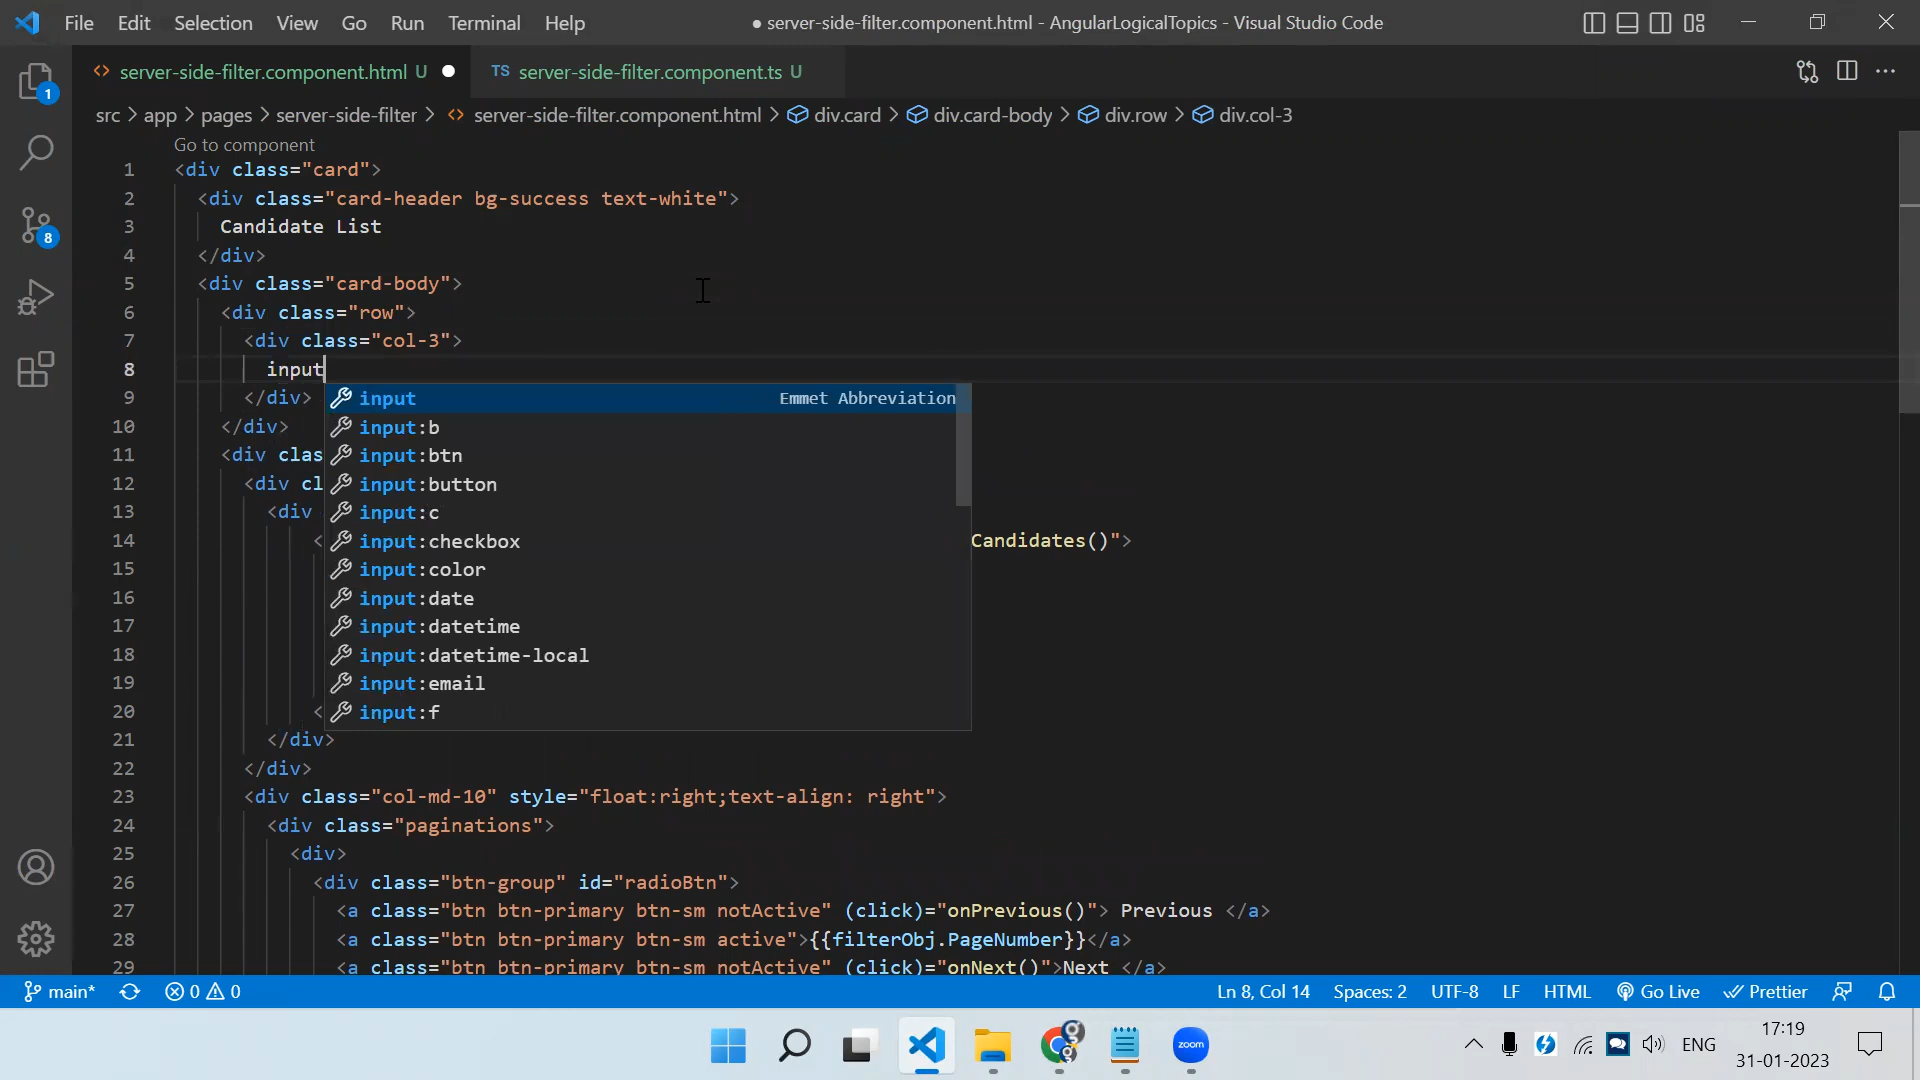 File Edit Selection View Go Run Terminal Help ● server-side-filter.component.html - AngularLogicalTopics - Visual Studio Code
<> server-side-filter.component.html U ● TS server-side-filter.component.ts U
1
src > app > pages > server-side-filter > <> server-side-filter.component.html > div.card > div.card-body > div.row > div.col-3
Go to component
1 <div class="card">
2 <div class="card-header bg-success text-white">
3 Candidate List
8
4 </div>
5 <div class="card-body">
6 <div class="row">
7 <div class="col-3">
8 input
9 </div> input Emmet Abbreviation
10 </div> input:b
11 <div clas input:btn
12 <div cl input:button
13 <div input:c
14 < input:checkbox Candidates()">
15 input:color
16 input:date
17 input:datetime
18 input:datetime-local
19 input:email
20 < input:f
21 </div>
22 </div>
23 <div class="col-md-10" style="float:right;text-align: right">
24 <div class="paginations">
25 <div>
26 <div class="btn-group" id="radioBtn">
27 <a class="btn btn-primary btn-sm notActive" (click)="onPrevious()"> Previous </a>
28 <a class="btn btn-primary btn-sm active">{{filterObj.PageNumber}}</a>
29 <a class="btn btn-primary btn-sm notActive" (click)="onNext()">Next </a>
main* 0 0 Ln 8, Col 14 Spaces: 2 UTF-8 LF HTML Go Live Prettier
zoom ENG 17:19
31-01-2023